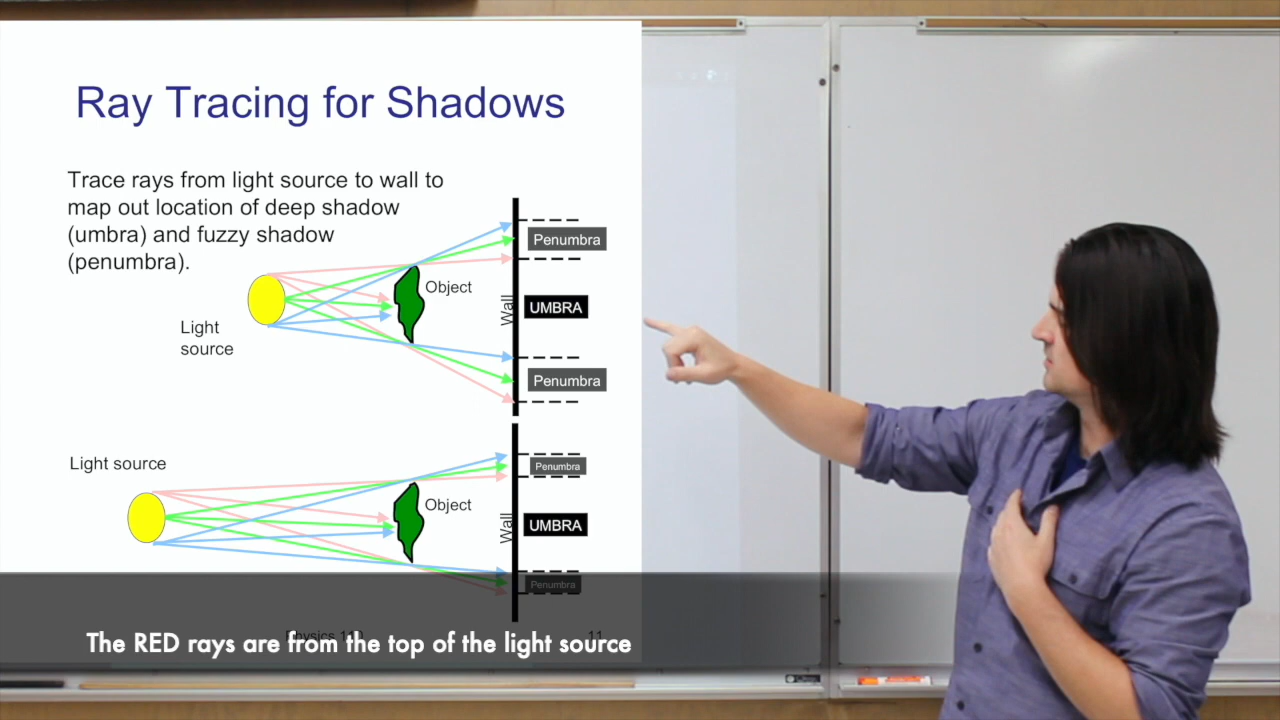 Ray Tracing for Shadows
Trace rays from light source to wall to
map out location of deep shadow
(umbra) and fuzzy shadow
(penumbra).
Penumbra
Object
Wall
UMBRA
Light
source
Penumbra
Light source
Penumbra
Object
Wall
UMBRA
Penumbra
11
The RED rays are from the top of the light source